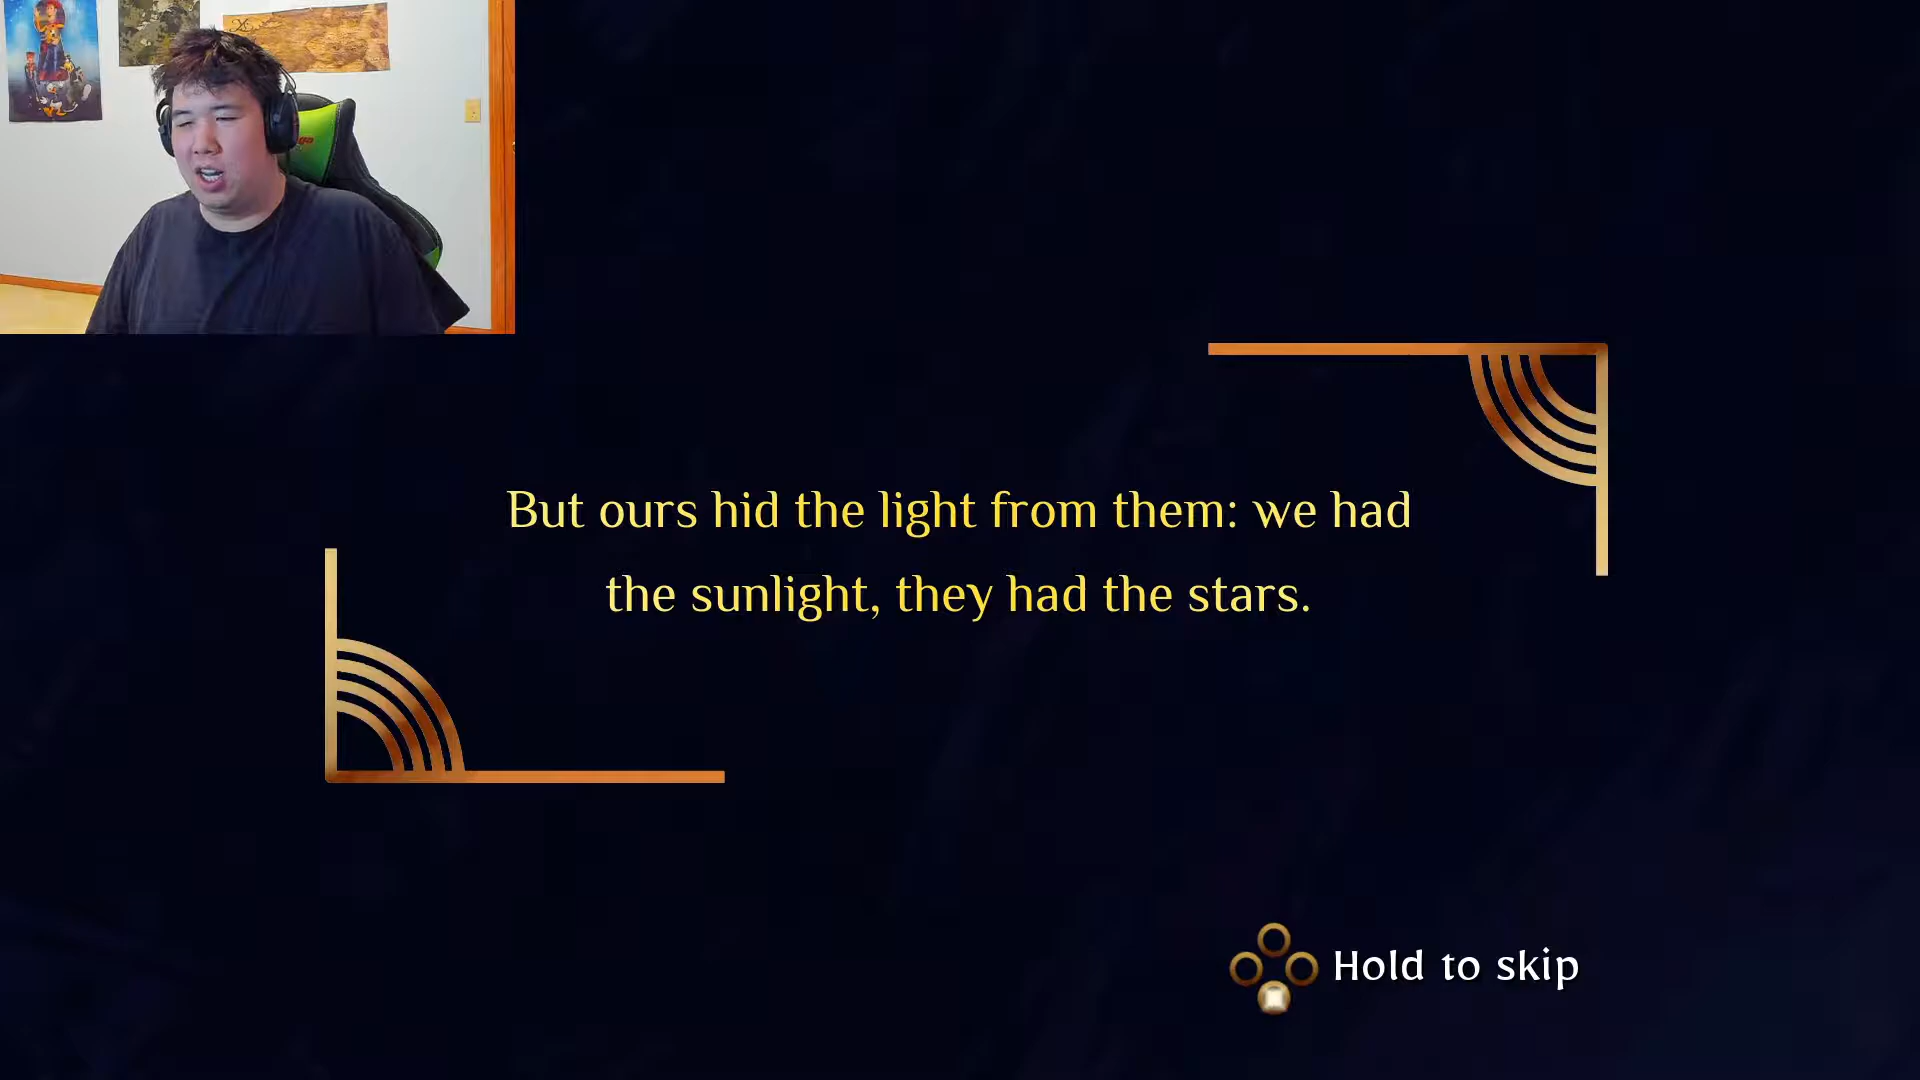 But ours hid the light from them: we had
the sunlight, they had the stars.
Hold to skip